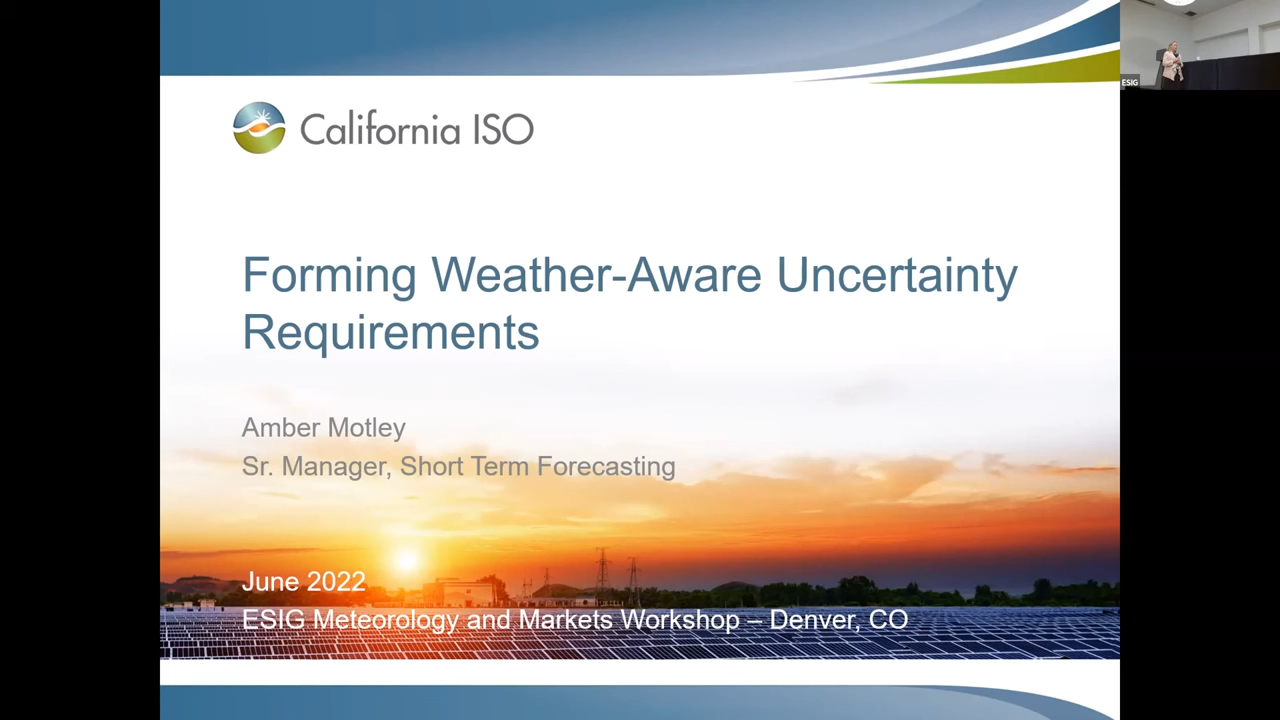 California ISO
ESIG
Forming Weather-Aware Uncertainty
Requirements
Amber Motley
Sr. Manager, Short Term Forecasting
June 2022
ESIG Meteorology and Markets Workshop – Denver, CO